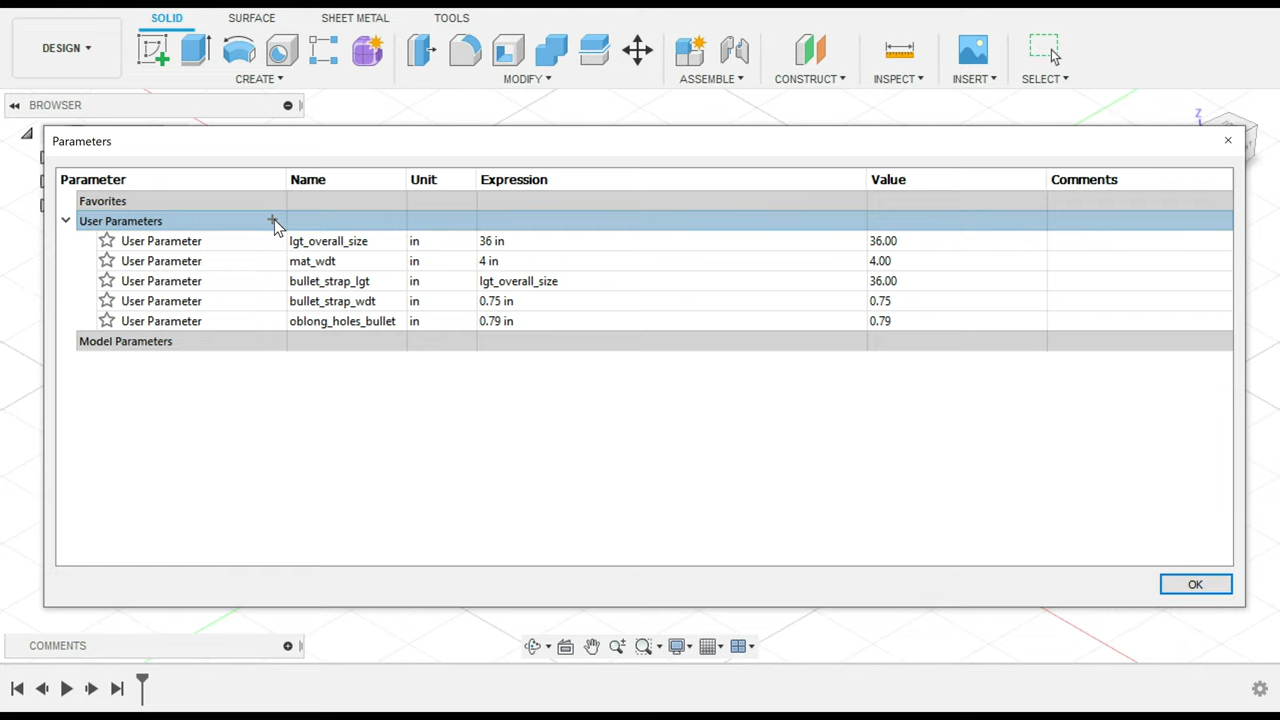 SOLID SURFACE SHEET METAL TOOLS
DESIGN
CREATE MODIFY ASSEMBLE CONSTRUCT INSPECT INSERT SELECT
BROWSER
Z
Parameters
Parameter Name Unit Expression Value Comments
Favorites
User Parameters
User Parameter lgt_overall_size in 36 in 36.00
User Parameter mat_wdt in 4 in 4.00
User Parameter bullet_strap_lgt in lgt_overall_size 36.00
User Parameter bullet_strap_wdt in 0.75 in 0.75
User Parameter oblong_holes_bullet in 0.79 in 0.79
Model Parameters
OK
COMMENTS